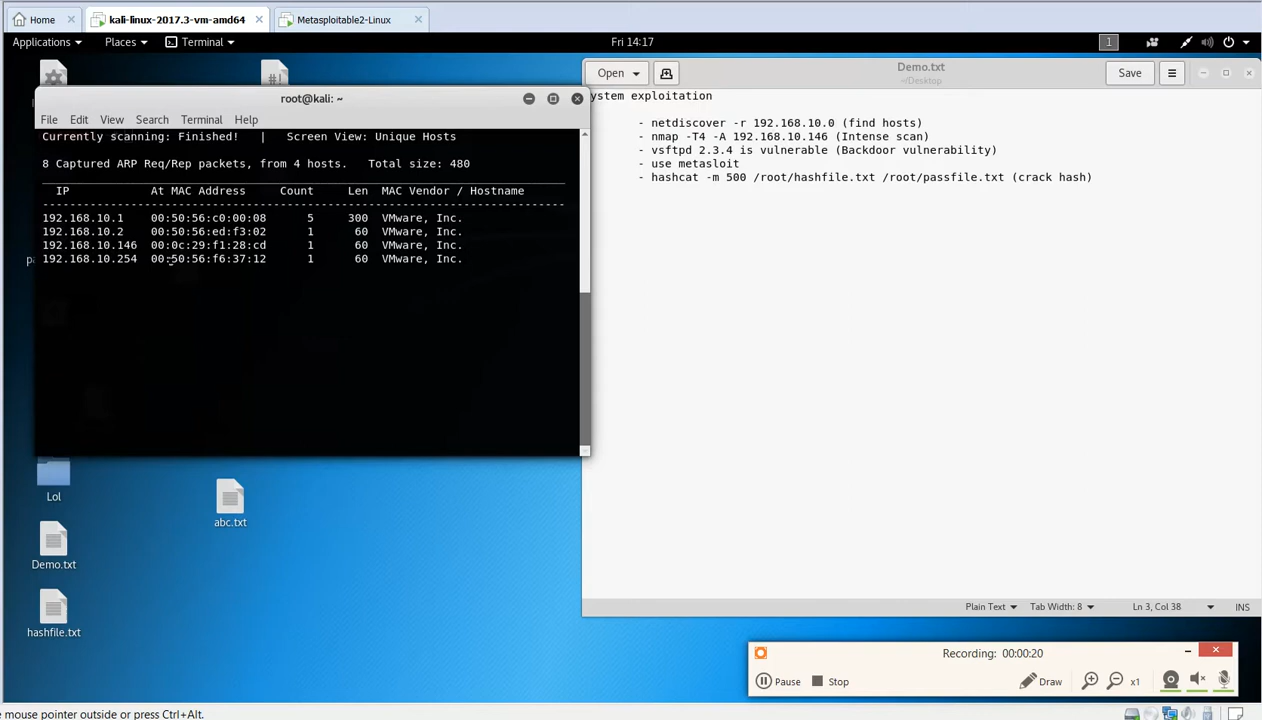 Home
kali-linux-2017.3-vm-amd64
Metasploitable2-Linux
Applications Places Terminal Fri 14:17 1
Open Demo.txt ~/Desktop Save
root@kali: ~
File Edit View Search Terminal Help
Currently scanning: Finished! | Screen View: Unique Hosts
8 Captured ARP Req/Rep packets, from 4 hosts. Total size: 480
IP At MAC Address Count Len MAC Vendor / Hostname
192.168.10.1 00:50:56:c0:00:08 5 300 VMware, Inc.
192.168.10.2 00:50:56:ed:f3:02 1 60 VMware, Inc.
192.168.10.146 00:0c:29:f1:28:cd 1 60 VMware, Inc.
192.168.10.254 00:50:56:f6:37:12 1 60 VMware, Inc.
ystem exploitation
- netdiscover -r 192.168.10.0 (find hosts)
- nmap -T4 -A 192.168.10.146 (Intense scan)
- vsftpd 2.3.4 is vulnerable (Backdoor vulnerability)
- use metasloit
- hashcat -m 500 /root/hashfile.txt /root/passfile.txt (crack hash)
#!
pa
Lol
abc.txt
Demo.txt
hashfile.txt
Plain Text Tab Width: 8 Ln 3, Col 38 INS
Recording: 00:00:20
Pause Stop Draw x1
e mouse pointer outside or press Ctrl+Alt.